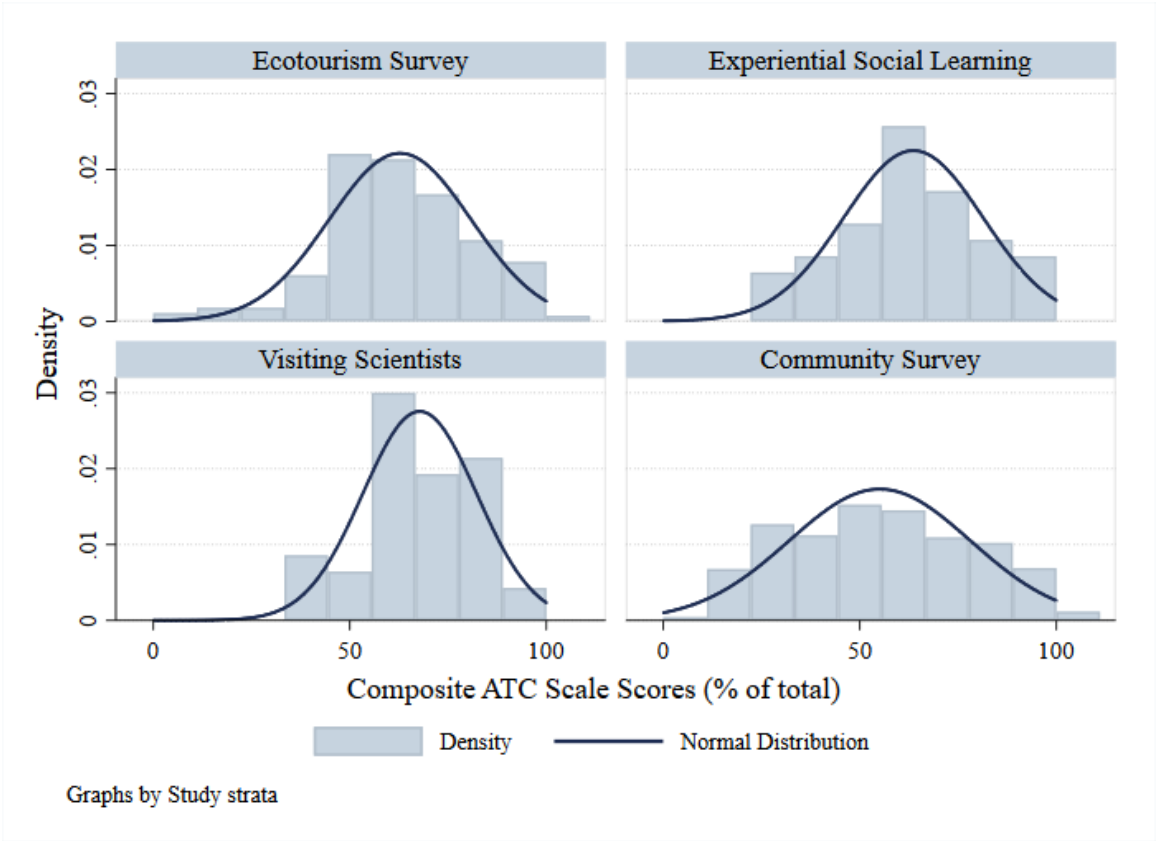 Ecotourism Survey
Experiential Social Learning
.03
.02
.01
0
Visiting Scientists
Community Survey
.03
.02
.01
0
Density
0
50
100
0
50
100
Composite ATC Scale Scores (% of total)
Density
Normal Distribution
Graphs by Study strata